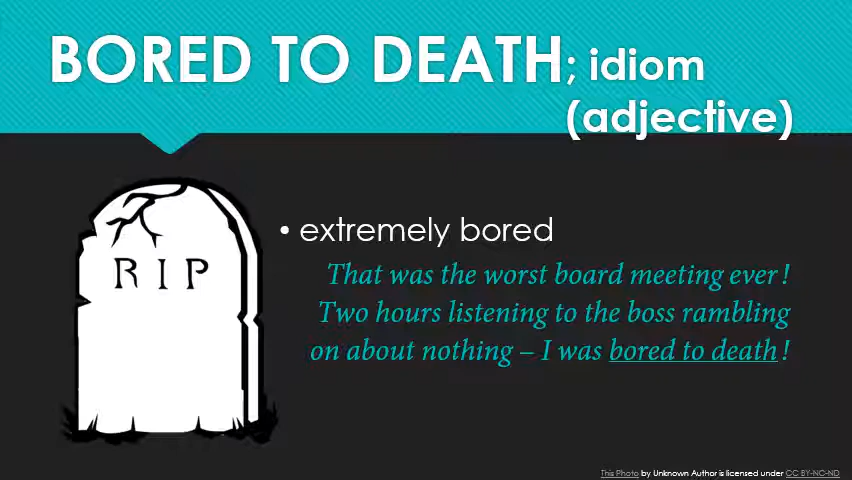 BORED TO DEATH; idiom
(adjective)
R I P
• extremely bored
That was the worst board meeting ever!
Two hours listening to the boss rambling
on about nothing – I was bored to death!
This Photo by Unknown Author is licensed under CC BY-NC-ND